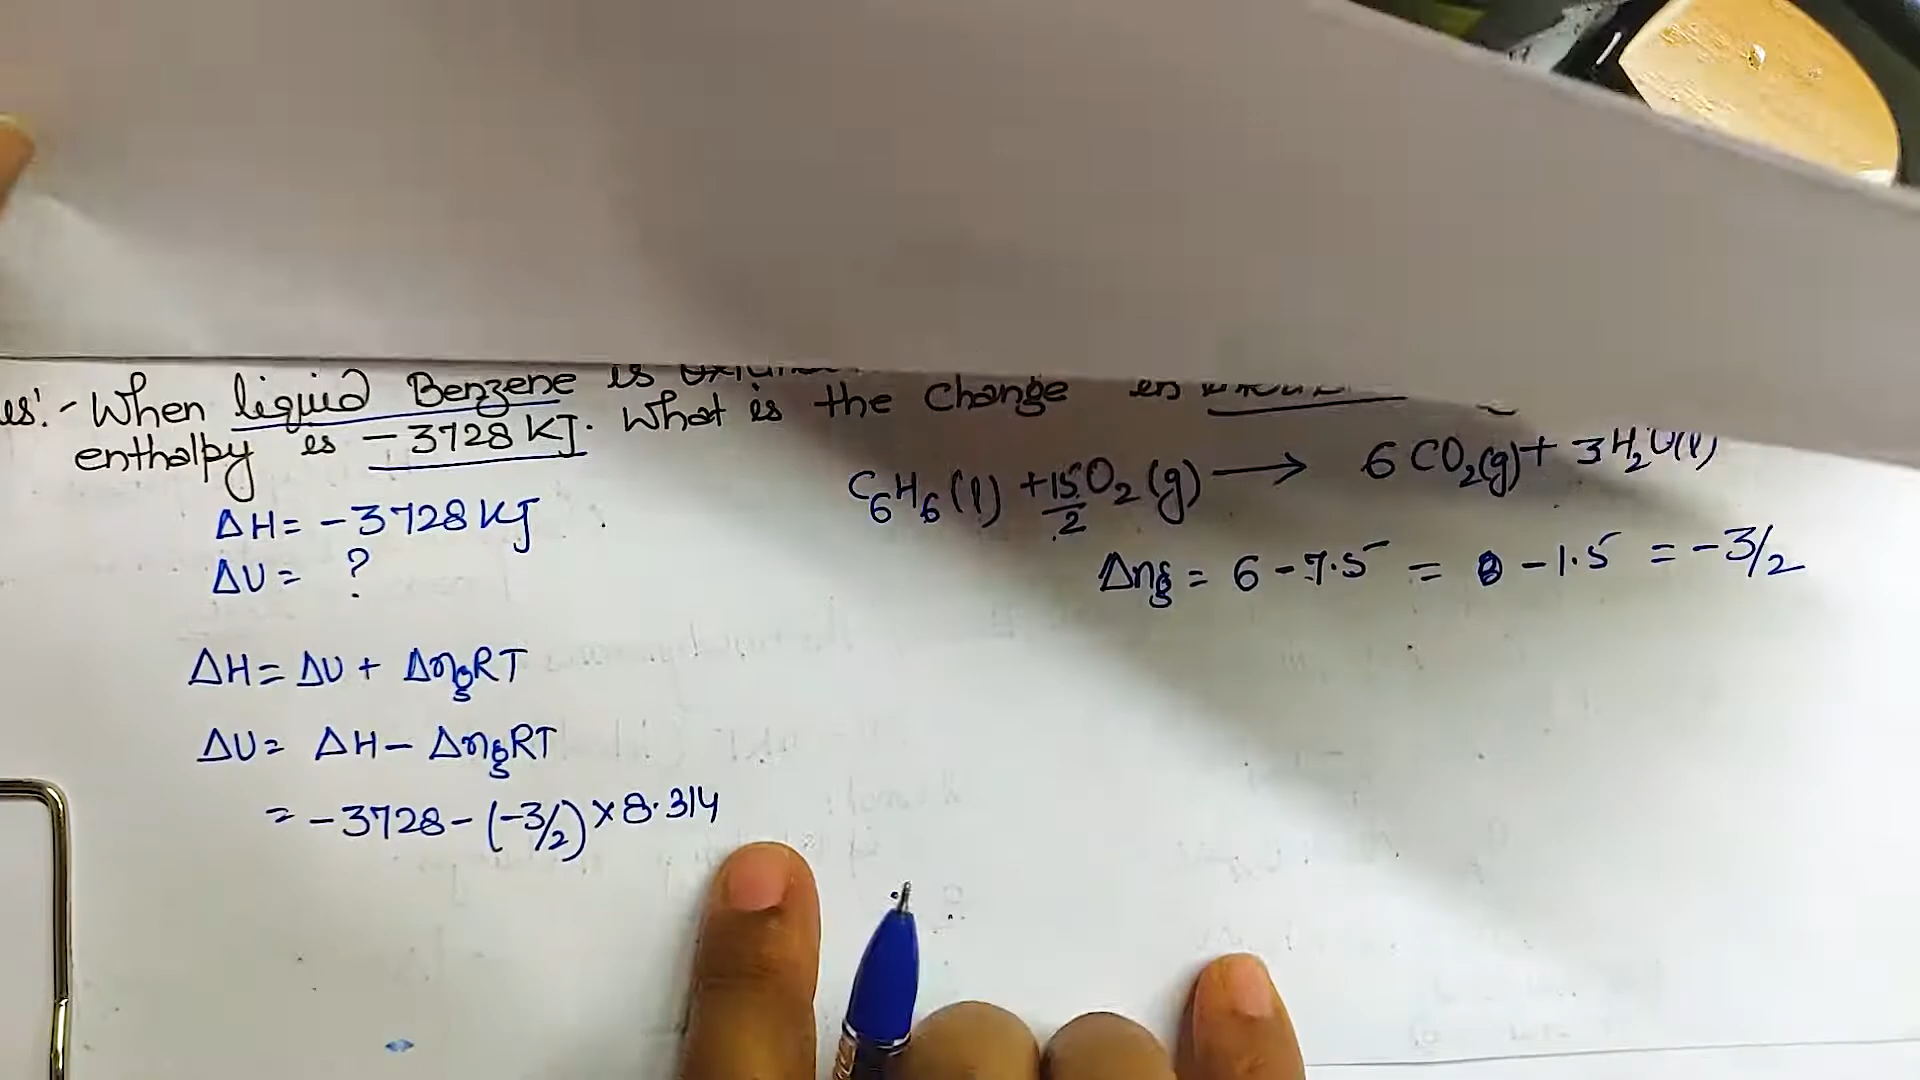 es:- When liquid Benzene is
enthalpy is -3728 KJ. What is the change in
C₆H₆(l) + 15/2 O₂(g) ⟶ 6CO₂(g) + 3H₂O(l)
ΔH = -3728 KJ
Δng = 6 - 7.5 = -1.5 = -3/2
ΔU = ?
ΔH = ΔU + ΔngRT
ΔU = ΔH - ΔngRT
= -3728 - (-3/2) × 8.314